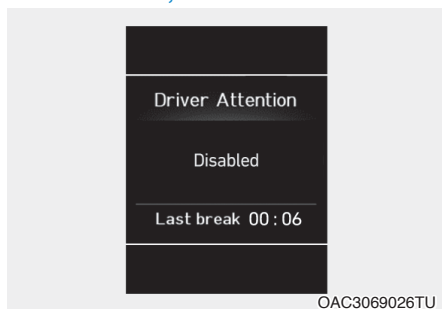 Driver Attention
Disabled
Last break 00 : 06
OAC3069026TU